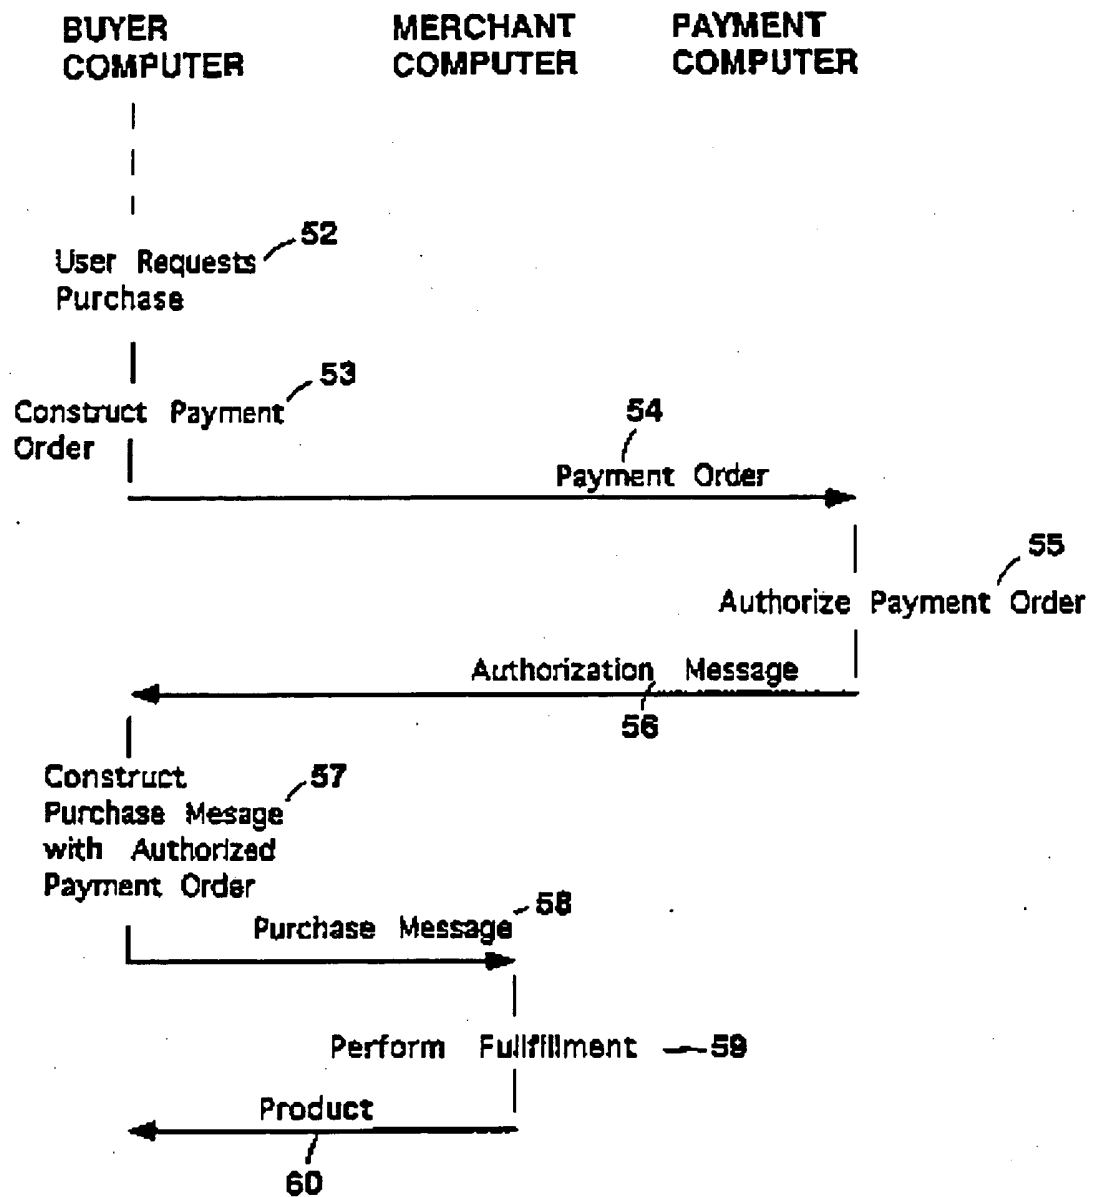 BUYER
COMPUTER
MERCHANT
COMPUTER
PAYMENT
COMPUTER
52
User Requests
Purchase
53
Construct Payment
Order
54
Payment Order
55
Authorize Payment Order
Authorization Message
56
57
Construct
Purchase Mesage
with Authorized
Payment Order
58
Purchase Message
Perform Fullfillment
59
Product
60